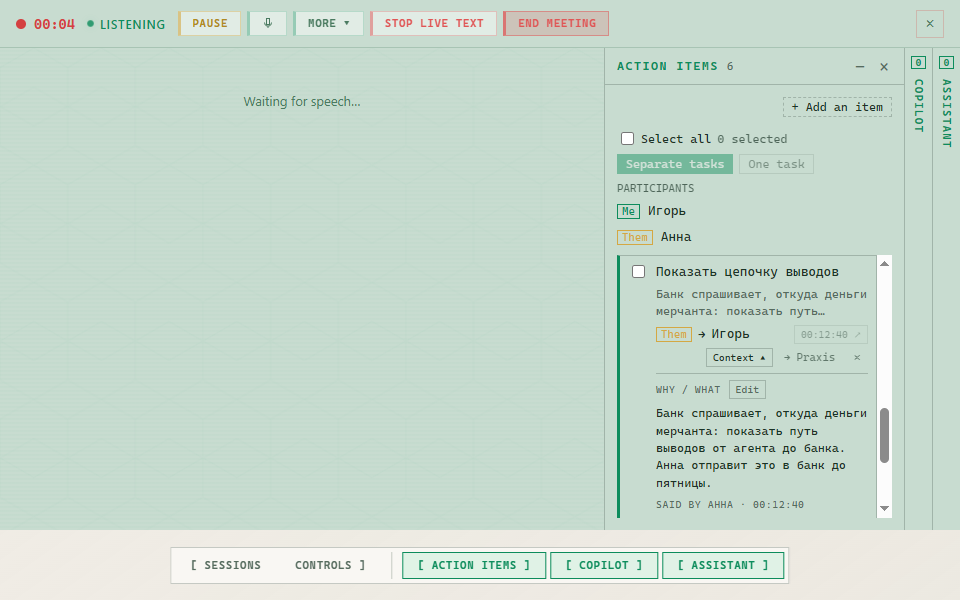 00:04 LISTENING PAUSE MORE ▾ STOP LIVE TEXT END MEETING ×
Waiting for speech…
ACTION ITEMS 6 − ×
+ Add an item
Select all 0 selected
Separate tasks One task
PARTICIPANTS
Me Игорь
Them Анна
Показать цепочку выводов
Банк спрашивает, откуда деньги
мерчанта: показать путь…
Them → Игорь 00:12:40 ↗
Context ▴ → Praxis ×
WHY / WHAT Edit
Банк спрашивает, откуда деньги
мерчанта: показать путь
выводов от агента до банка.
Анна отправит это в банк до
пятницы.
SAID BY АННА · 00:12:40
0 COPILOT
0 ASSISTANT
[ SESSIONS CONTROLS ] [ ACTION ITEMS ] [ COPILOT ] [ ASSISTANT ]